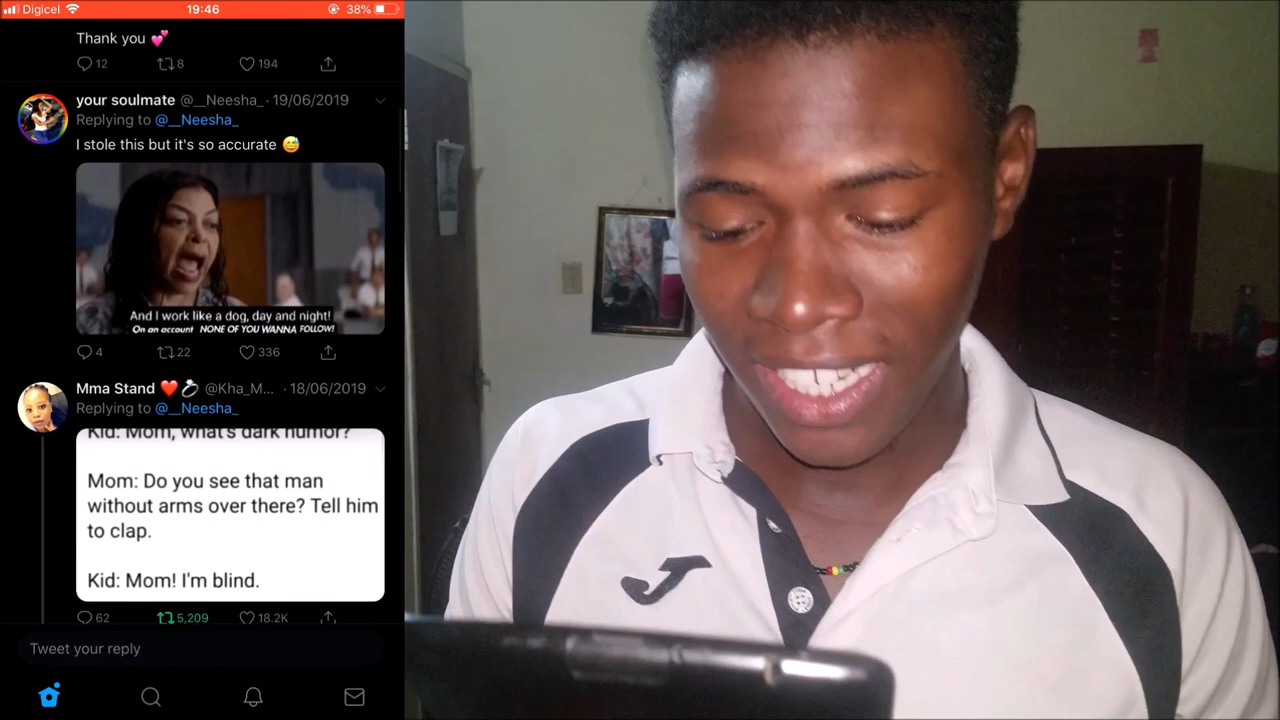 Digicel 19:46 38%
Thank you 💕
12 8 194
your soulmate @__Neesha_ · 19/06/2019
Replying to @__Neesha_
I stole this but it's so accurate 😅
And I work like a dog, day and night!
On an account NONE OF YOU WANNA FOLLOW!
4 22 336
Mma Stand ❤️ 💍 @Kha_M... · 18/06/2019
Replying to @__Neesha_
Kid: Mom, what's dark humor?
Mom: Do you see that man
without arms over there? Tell him
to clap.
Kid: Mom! I'm blind.
62 5,209 18.2K
Tweet your reply